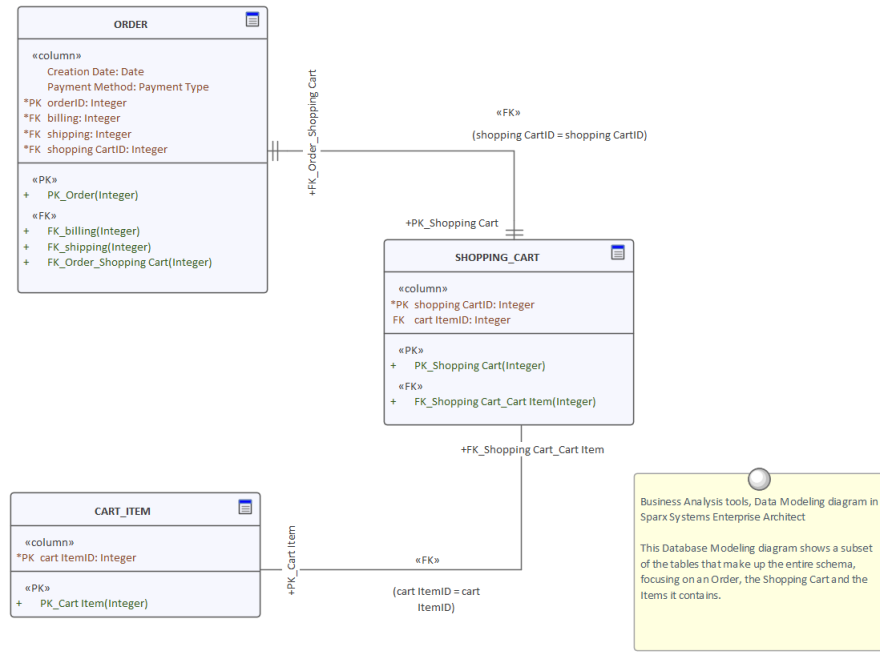 ORDER
«column»
Creation Date: Date
Payment Method: Payment Type
*PK orderID: Integer
*FK billing: Integer
*FK shipping: Integer
*FK shopping CartID: Integer
«PK»
+ PK_Order(Integer)
«FK»
+ FK_billing(Integer)
+ FK_shipping(Integer)
+ FK_Order_Shopping Cart(Integer)
+FK_Order_Shopping Cart
«FK»
(shopping CartID = shopping CartID)
+PK_Shopping Cart
SHOPPING_CART
«column»
*PK shopping CartID: Integer
FK cart ItemID: Integer
«PK»
+ PK_Shopping Cart(Integer)
«FK»
+ FK_Shopping Cart_Cart Item(Integer)
+FK_Shopping Cart_Cart Item
CART_ITEM
«column»
*PK cart ItemID: Integer
«PK»
+ PK_Cart Item(Integer)
+PK_Cart Item
«FK»
(cart ItemID = cart
ItemID)
Business Analysis tools, Data Modeling diagram in
Sparx Systems Enterprise Architect
This Database Modeling diagram shows a subset
of the tables that make up the entire schema,
focusing on an Order, the Shopping Cart and the
Items it contains.